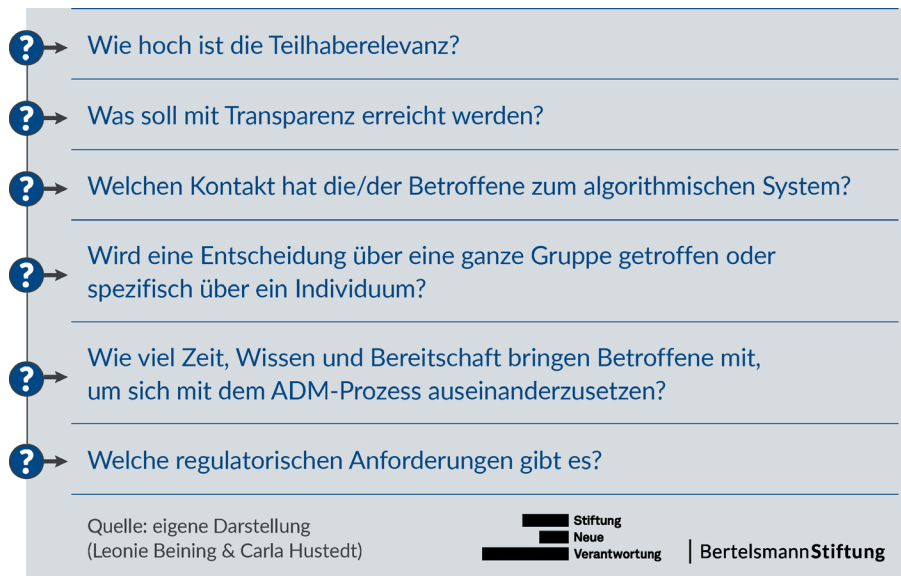 ? Wie hoch ist die Teilhaberelevanz?
? Was soll mit Transparenz erreicht werden?
? Welchen Kontakt hat die/der Betroffene zum algorithmischen System?
? Wird eine Entscheidung über eine ganze Gruppe getroffen oder
spezifisch über ein Individuum?
? Wie viel Zeit, Wissen und Bereitschaft bringen Betroffene mit,
um sich mit dem ADM-Prozess auseinanderzusetzen?
? Welche regulatorischen Anforderungen gibt es?
Quelle: eigene Darstellung
(Leonie Beining & Carla Hustedt)
Stiftung
Neue
Verantwortung
BertelsmannStiftung